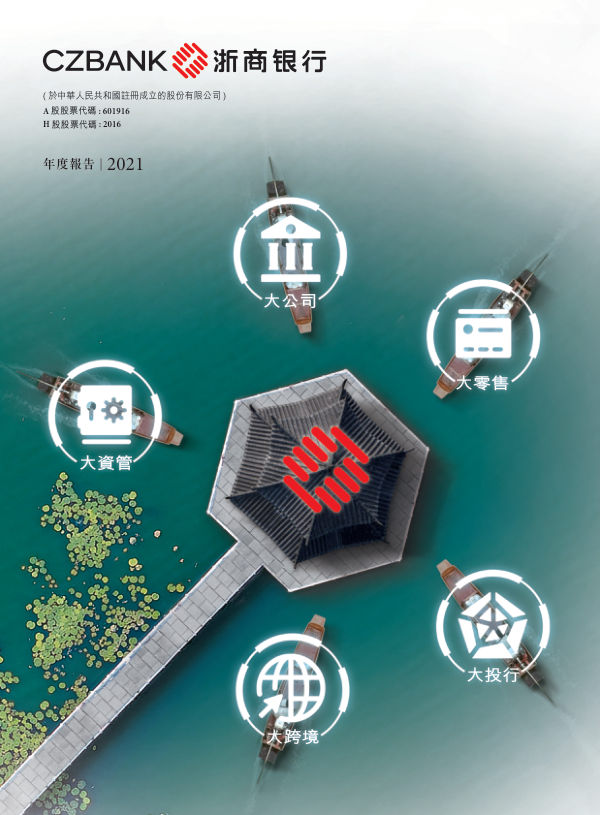 CZBANK 浙商银行
(於中華人民共和國註冊成立的股份有限公司)
A 股股票代碼 : 601916
H 股股票代碼 : 2016
年度報告 | 2021
大公司
大零售
大資管
大投行
大跨境